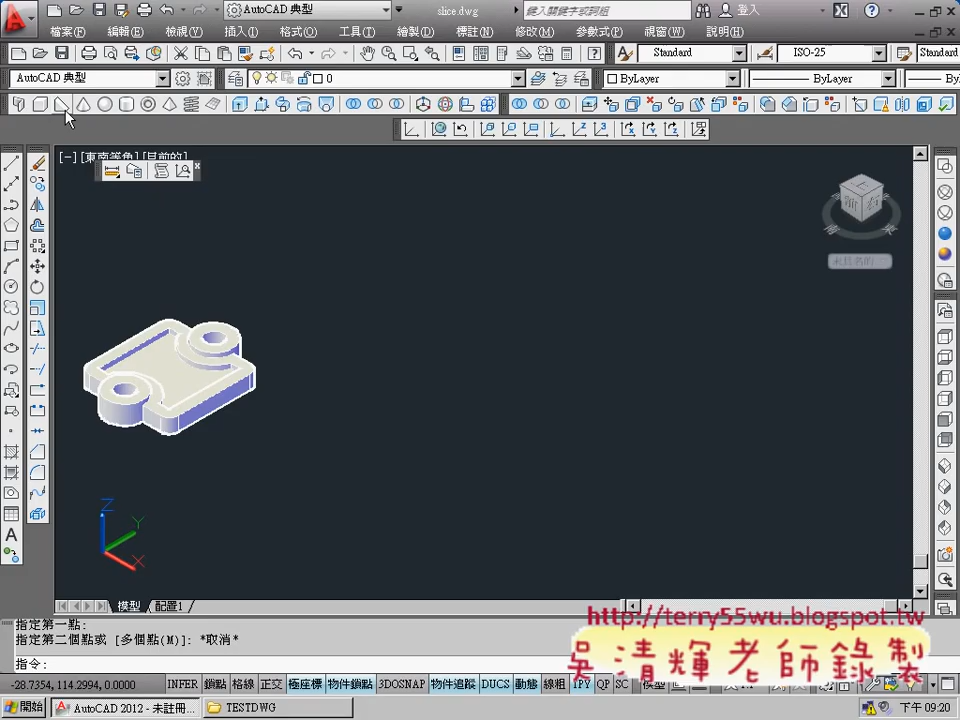 AutoCAD 典型
slice.dwg
鍵入關鍵字或詞組
登入
檔案(F) 編輯(E) 檢視(V) 插入(I) 格式(O) 工具(T) 繪製(D) 標註(N) 修改(M) 參數式(P) 視窗(W) 說明(H)
Standard
ISO-25
Standard
AutoCAD 典型
0
ByLayer
ByLayer
[−][東南等角][目前的]
Z
Y
X
模型 配置1
指定第一點:
指定第二個點或 [多個點(M)]: *取消*
指令:
http://terry55wu.blogspot.tw
吳清輝老師錄製
-28.7354, 114.2994, 0.0000
INFER 鎖點 格線 正交 極座標 物件鎖點 3DOSNAP 物件追蹤 DUCS 動態 線粗 TPY QP SC
模型
開始
AutoCAD 2012 - 未註冊...
TESTDWG
下午 09:20